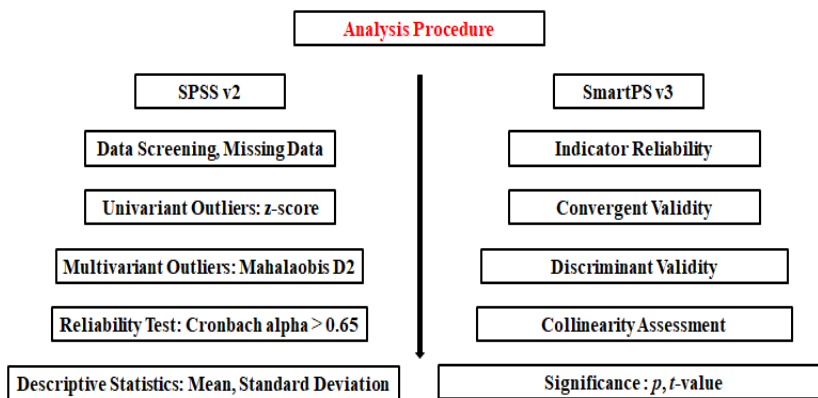 Analysis Procedure
SPSS v2
Data Screening, Missing Data
Univariant Outliers: z-score
Multivariant Outliers: Mahalaobis D2
Reliability Test: Cronbach alpha > 0.65
Descriptive Statistics: Mean, Standard Deviation
SmartPS v3
Indicator Reliability
Convergent Validity
Discriminant Validity
Collinearity Assessment
Significance : p, t-value